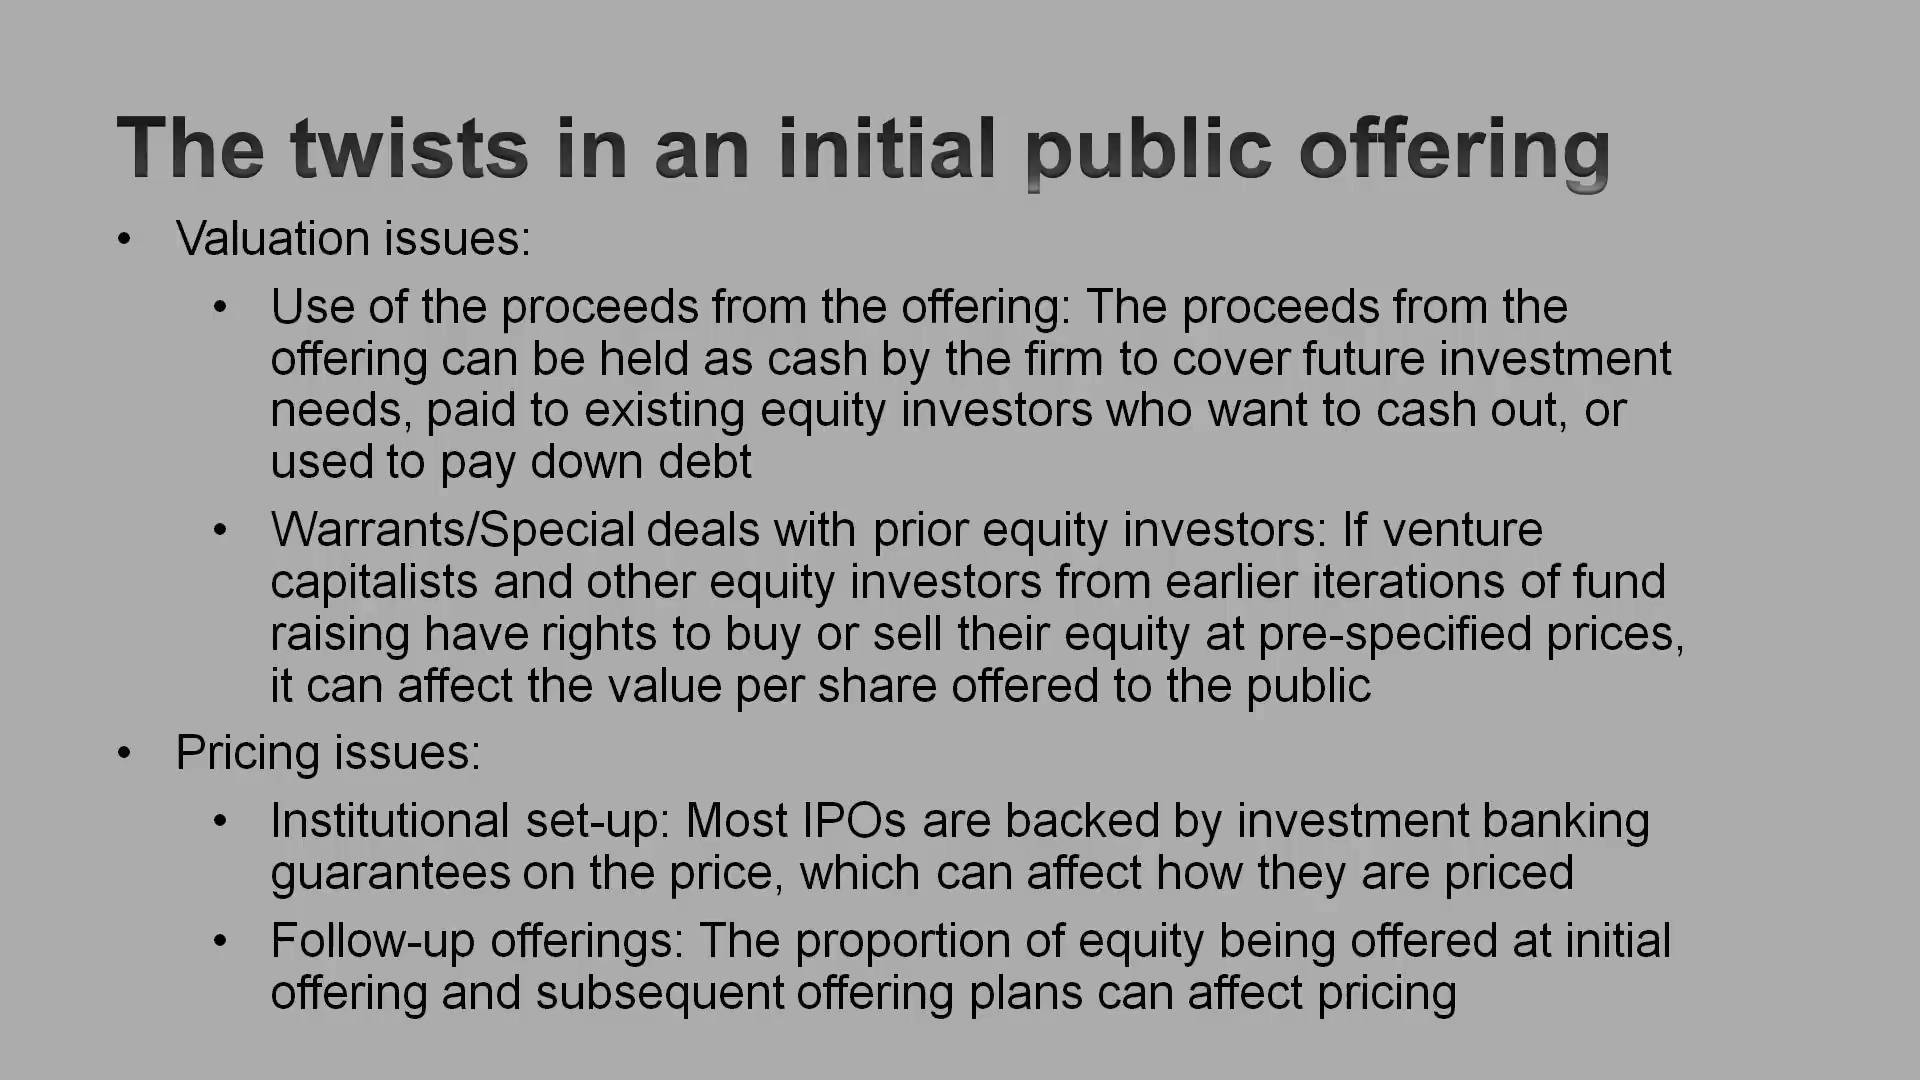 The twists in an initial public offering
• Valuation issues:
• Use of the proceeds from the offering: The proceeds from the
offering can be held as cash by the firm to cover future investment
needs, paid to existing equity investors who want to cash out, or
used to pay down debt
• Warrants/Special deals with prior equity investors: If venture
capitalists and other equity investors from earlier iterations of fund
raising have rights to buy or sell their equity at pre-specified prices,
it can affect the value per share offered to the public
• Pricing issues:
• Institutional set-up: Most IPOs are backed by investment banking
guarantees on the price, which can affect how they are priced
• Follow-up offerings: The proportion of equity being offered at initial
offering and subsequent offering plans can affect pricing